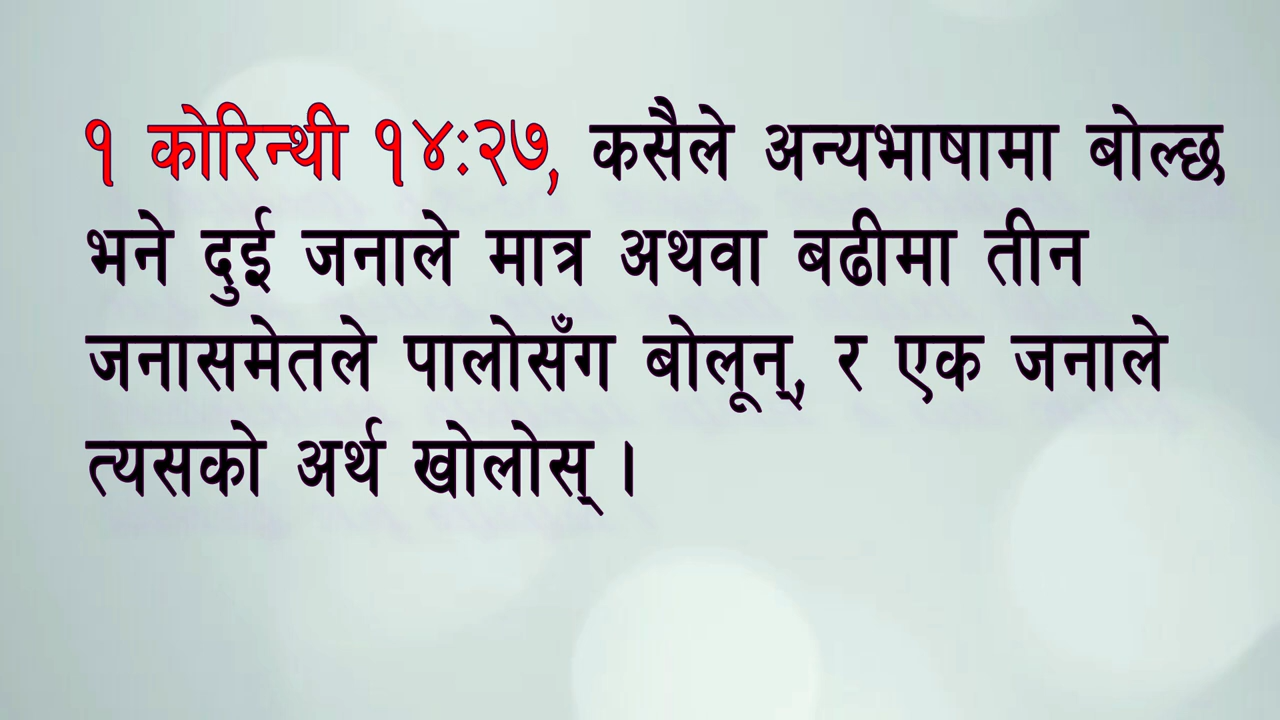 १ कोरिन्थी १४:२७, कसैले अन्यभाषामा बोल्छ
भने दुई जनाले मात्र अथवा बढीमा तीन
जनासमेतले पालोसँग बोलून्, र एक जनाले
त्यसको अर्थ खोलोस् ।